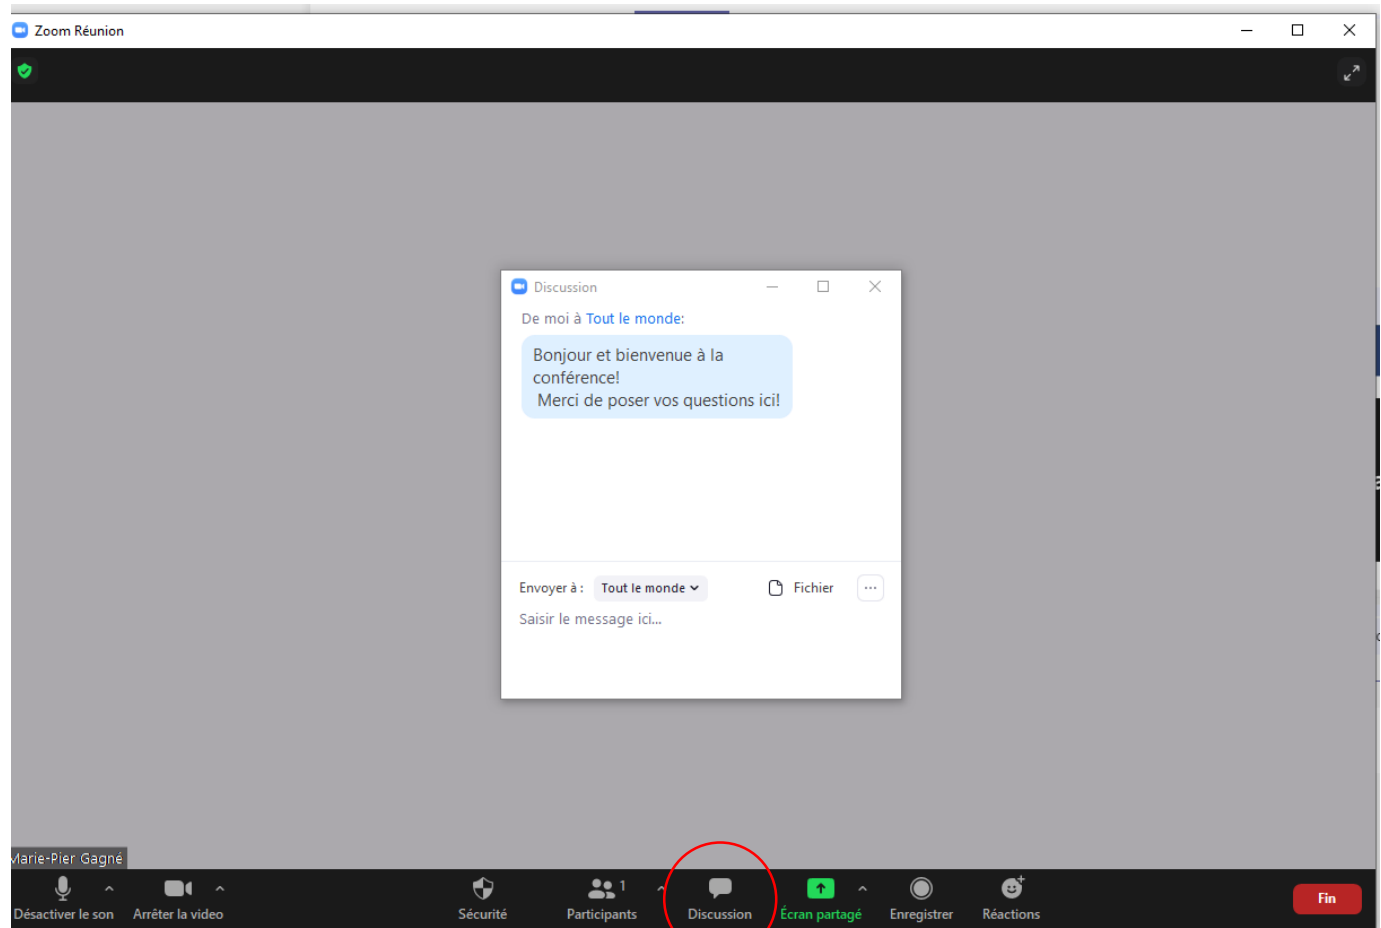 Zoom Réunion
Discussion
De moi à Tout le monde:
Bonjour et bienvenue à la
conférence!
Merci de poser vos questions ici!
Envoyer à : Tout le monde Fichier
Saisir le message ici...
Marie-Pier Gagné
1
Désactiver le son Arrêter la video Sécurité Participants Discussion Écran partagé Enregistrer Réactions Fin